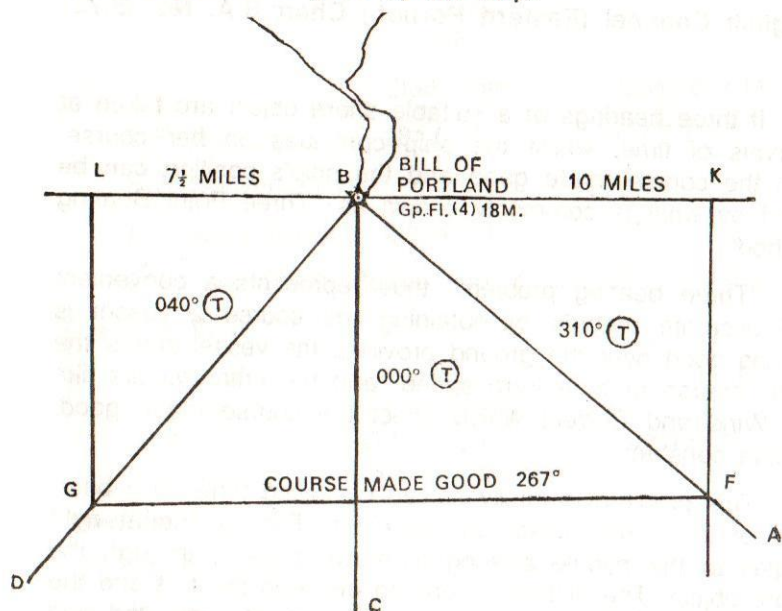 L 7½ MILES B BILL OF PORTLAND 10 MILES K
Gp.Fl.(4) 18M.
040° T
310° T
000° T
G COURSE MADE GOOD 267° F
A
D
C